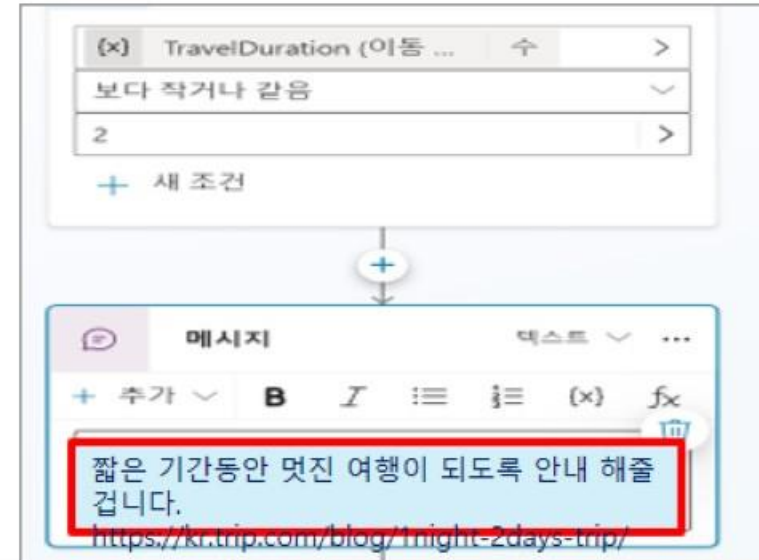 {x} TravelDuration (이동 ... 수
보다 작거나 같음
2
+ 새 조건
메시지 텍스트 ...
+ 추가 B I {x} fx
짧은 기간동안 멋진 여행이 되도록 안내 해줄
겁니다.
https://kr.trip.com/blog/1night-2days-trip/